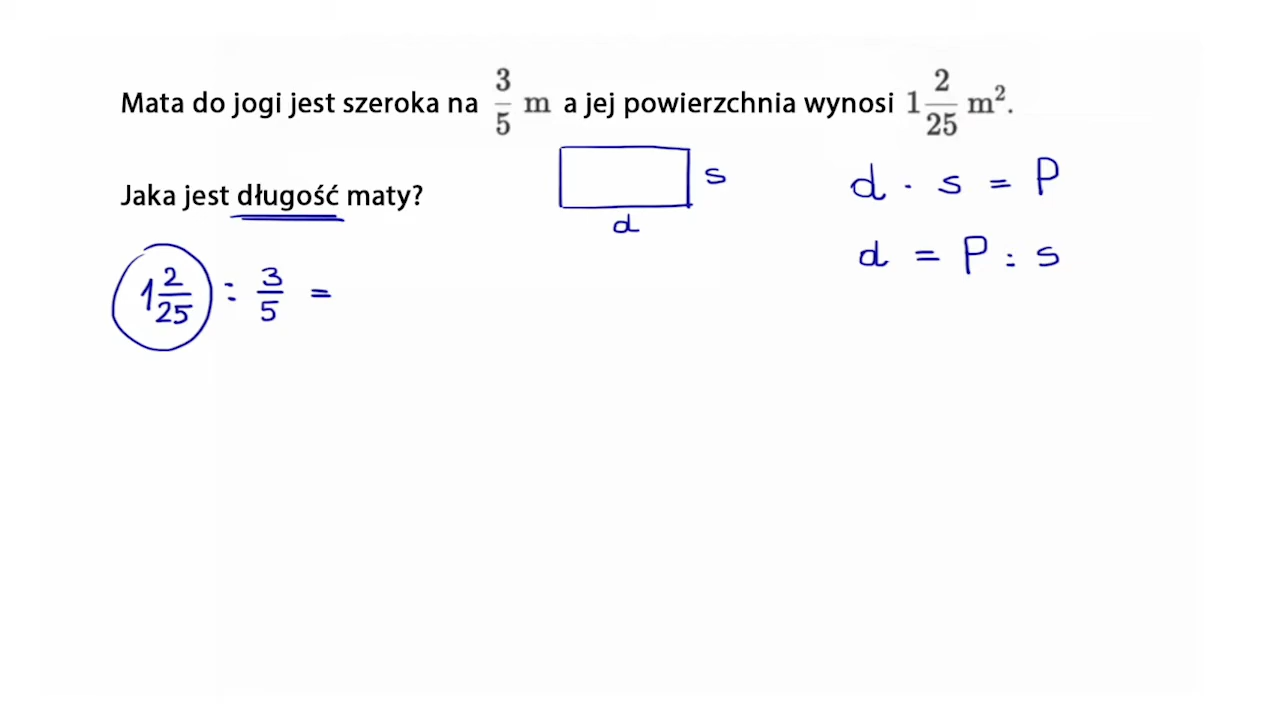 Mata do jogi jest szeroka na 3/5 m a jej powierzchnia wynosi 1 2/25 m².
Jaka jest długość maty?
s
d
d · s = P
d = P : s
1 2/25 : 3/5 =